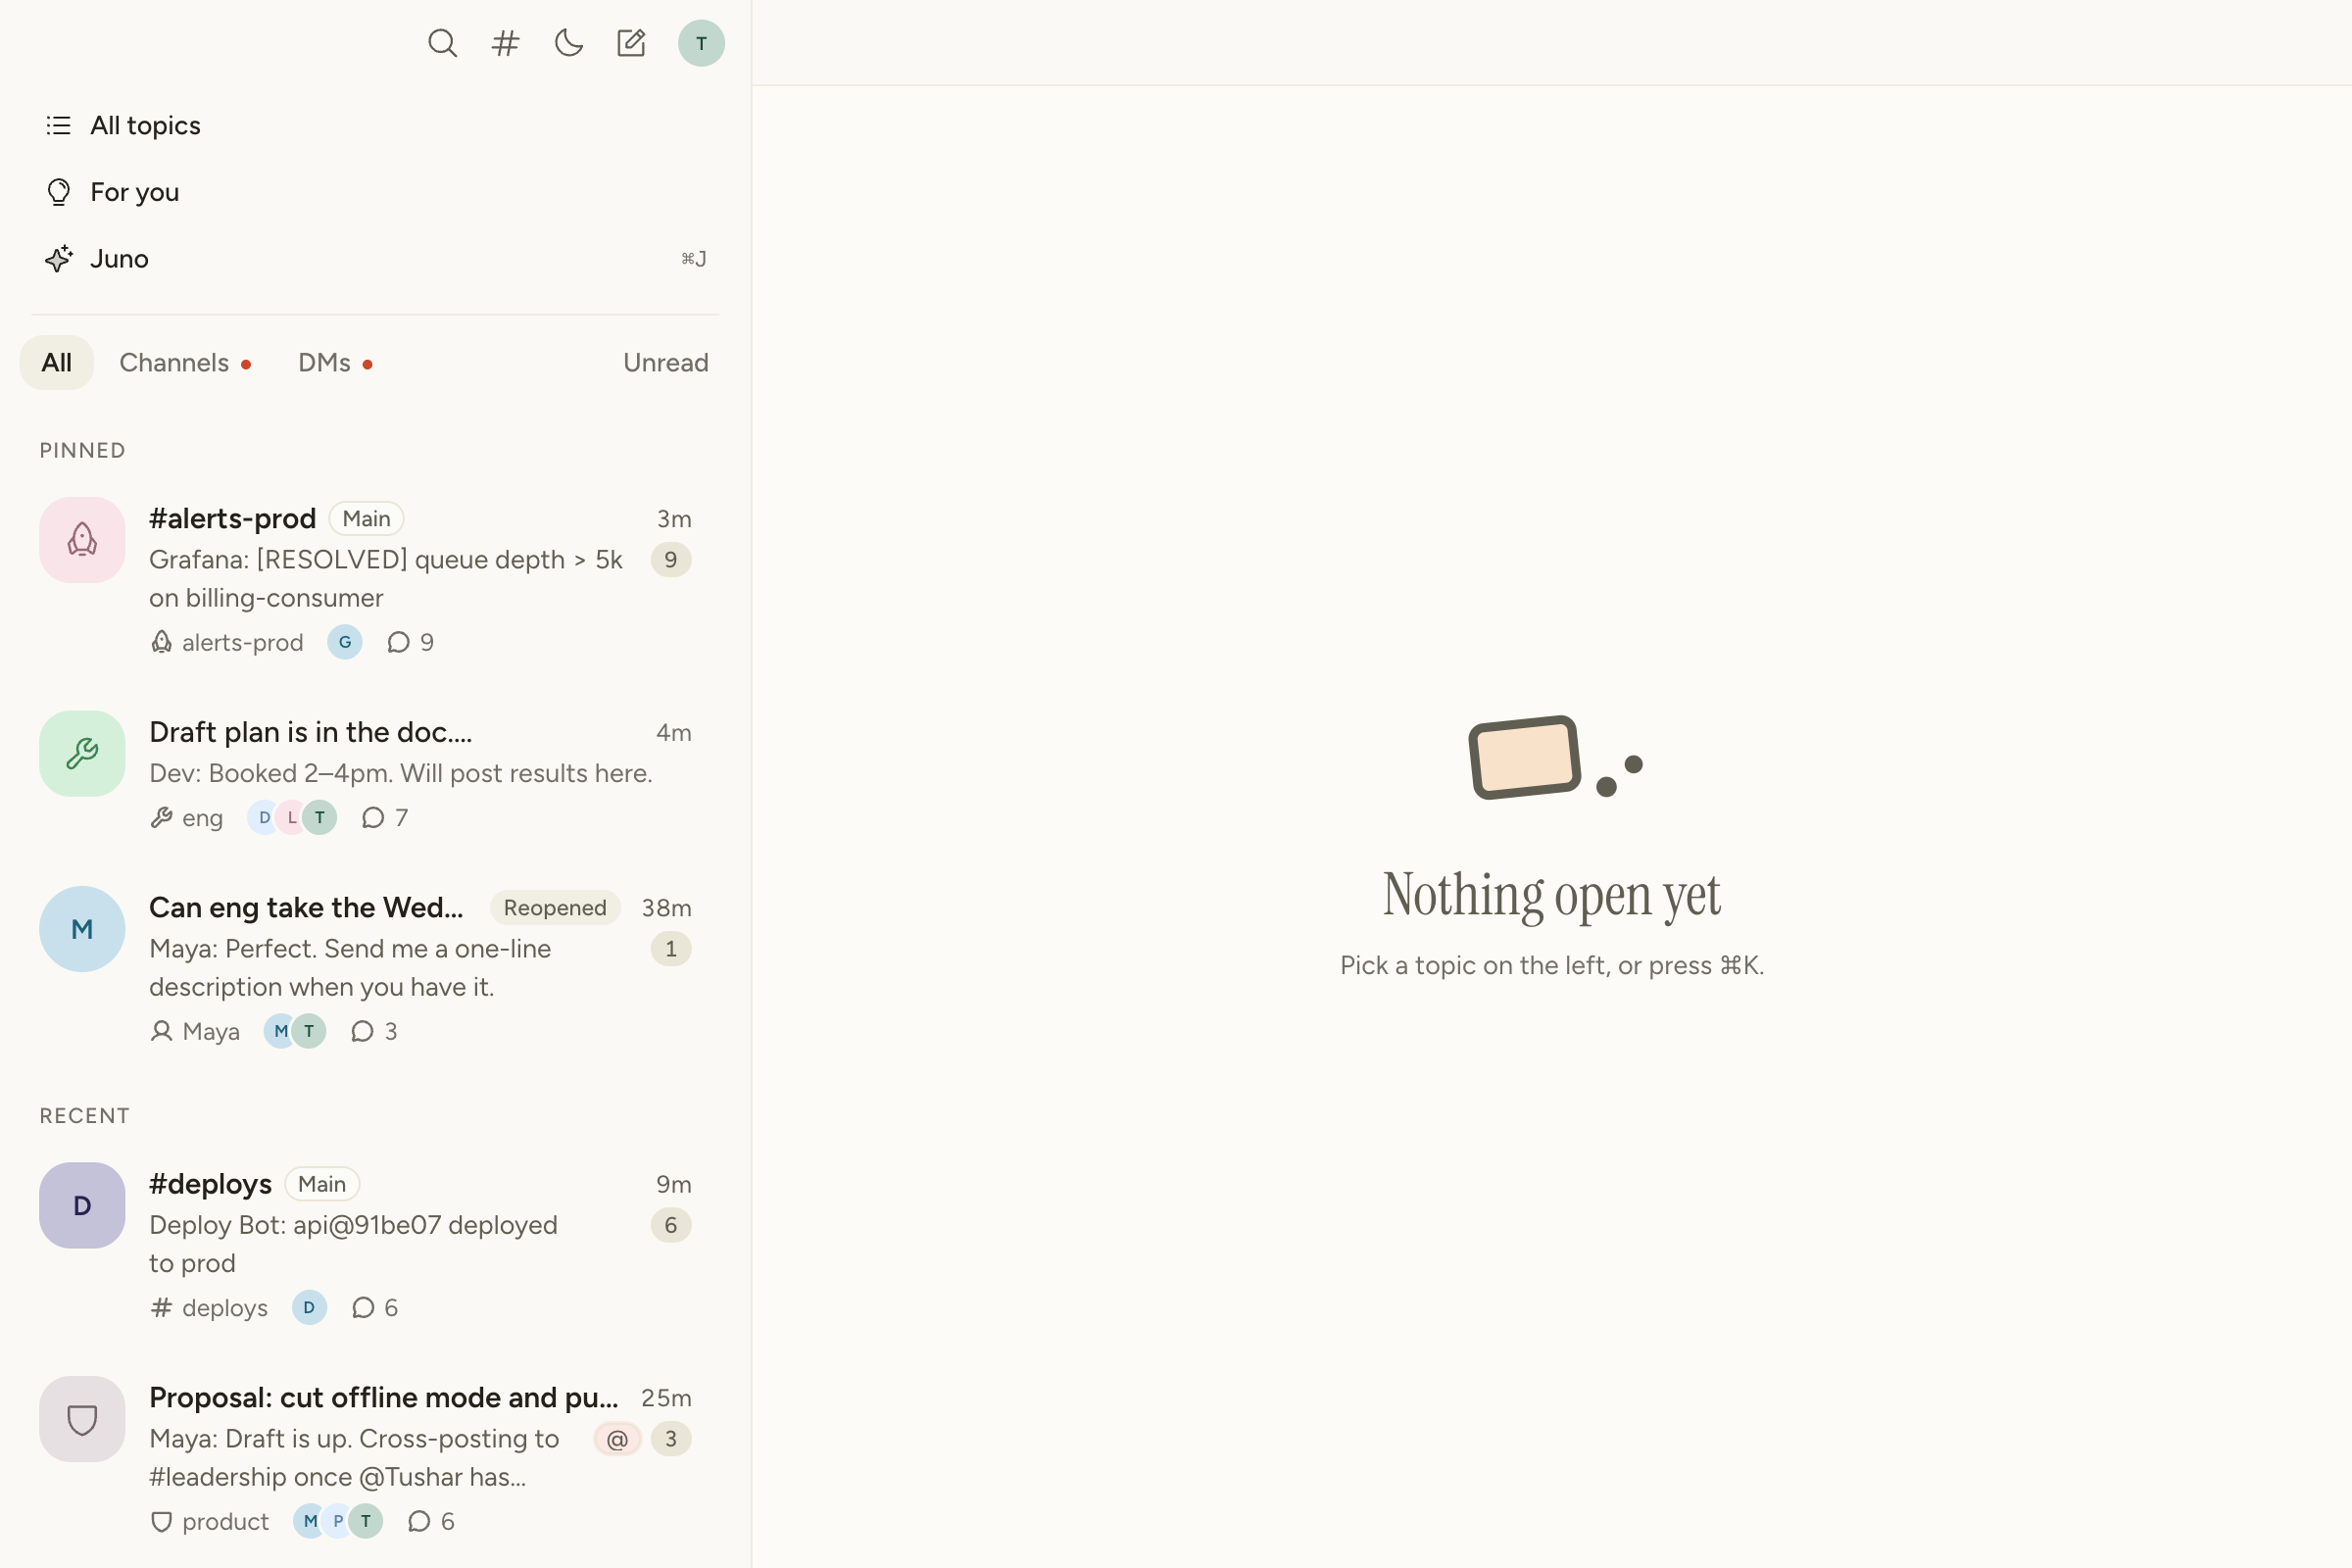 T
All topics
For you
Juno ⌘J
All Channels DMs Unread
PINNED
#alerts-prod Main 3m
Grafana: [RESOLVED] queue depth > 5k 9
on billing-consumer
alerts-prod G 9
Draft plan is in the doc.... 4m
Dev: Booked 2–4pm. Will post results here.
eng D L T 7
M
Can eng take the Wed... Reopened 38m
Maya: Perfect. Send me a one-line 1
description when you have it.
Maya M T 3
RECENT
D
#deploys Main 9m
Deploy Bot: api@91be07 deployed 6
to prod
# deploys D 6
Proposal: cut offline mode and pu... 25m
Maya: Draft is up. Cross-posting to @ 3
#leadership once @Tushar has...
product M P T 6
Nothing open yet
Pick a topic on the left, or press ⌘K.